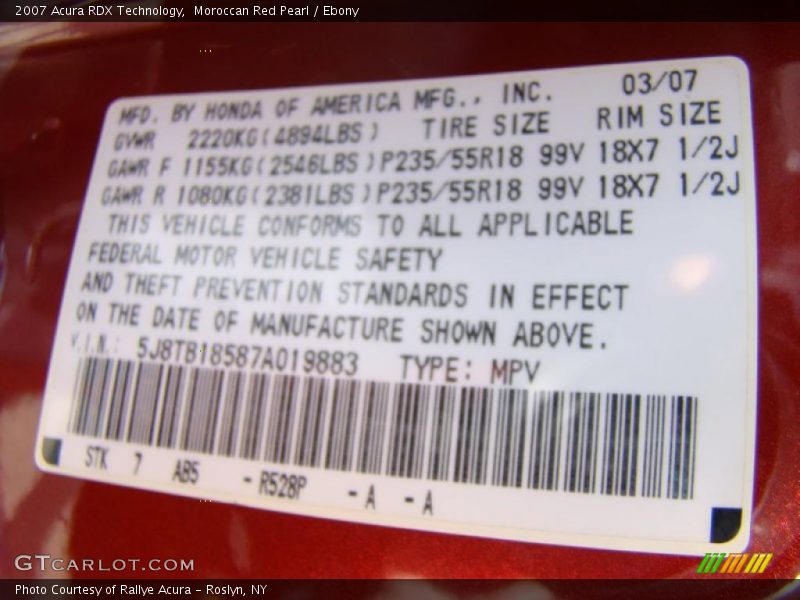 2007 Acura RDX Technology, Moroccan Red Pearl / Ebony
MFD. BY HONDA OF AMERICA MFG., INC. 03/07
GVWR 2220KG(4894LBS) TIRE SIZE RIM SIZE
GAWR F 1155KG(2546LBS)P235/55R18 99V 18X7 1/2J
GAWR R 1080KG(2381LBS)P235/55R18 99V 18X7 1/2J
THIS VEHICLE CONFORMS TO ALL APPLICABLE
FEDERAL MOTOR VEHICLE SAFETY
AND THEFT PREVENTION STANDARDS IN EFFECT
ON THE DATE OF MANUFACTURE SHOWN ABOVE.
V.I.N.: 5J8TB18587A019883 TYPE: MPV
STK 7 AB5 -R528P -A -A
GTCARLOT.COM
Photo Courtesy of Rallye Acura - Roslyn, NY